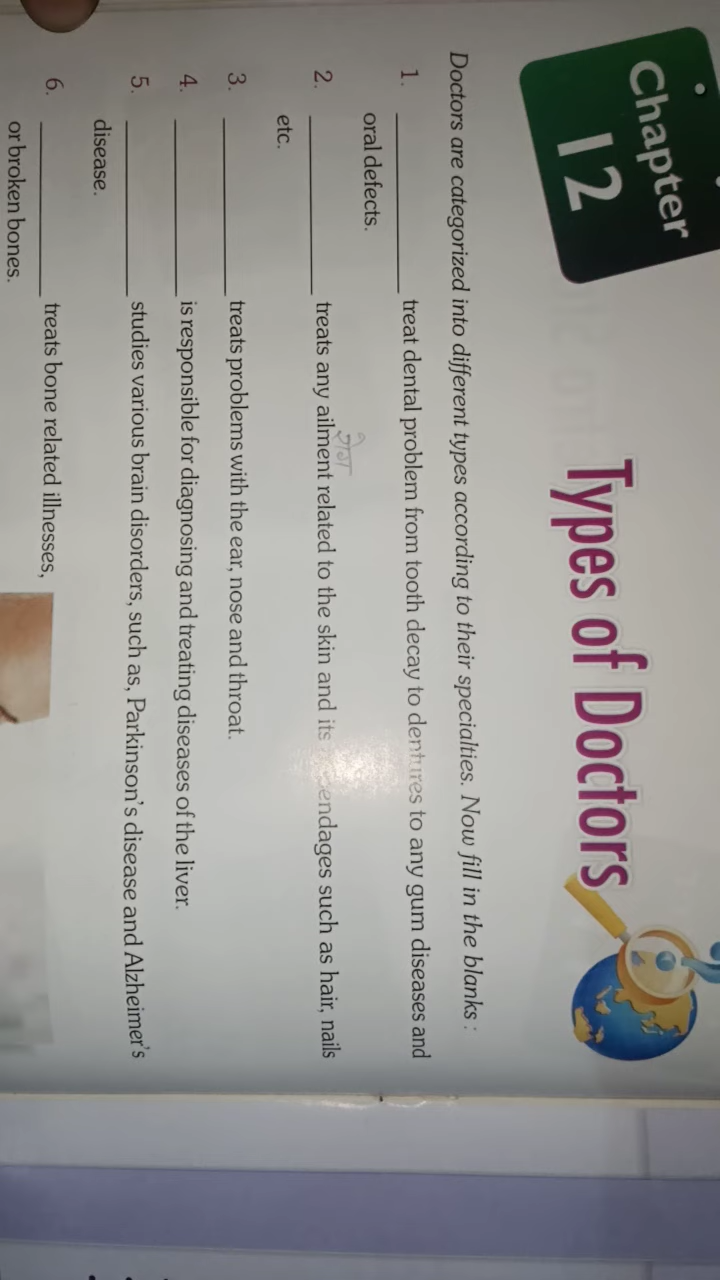 Chapter
12
Types of Doctors
Doctors are categorized into different types according to their specialties. Now fill in the blanks :
1. ____________ treat dental problem from tooth decay to dentures to any gum diseases and
oral defects.
रोग
2. ____________ treats any ailment related to the skin and its appendages such as hair, nails
etc.
3. ____________ treats problems with the ear, nose and throat.
4. ____________ is responsible for diagnosing and treating diseases of the liver.
5. ____________ studies various brain disorders, such as, Parkinson's disease and Alzheimer's
disease.
6. ____________ treats bone related illnesses,
or broken bones.